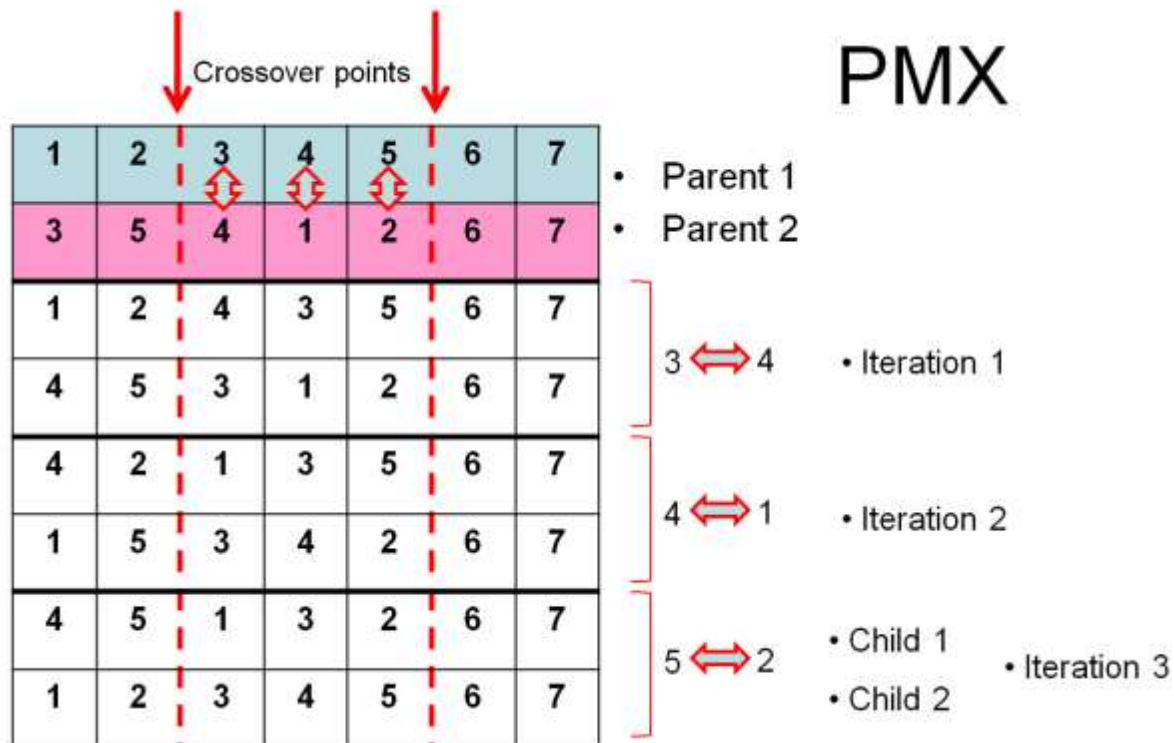 PMX
Crossover points
1 2 3 4 5 6 7
• Parent 1
3 5 4 1 2 6 7
• Parent 2
1 2 4 3 5 6 7
4 5 3 1 2 6 7
3 4 • Iteration 1
4 2 1 3 5 6 7
1 5 3 4 2 6 7
4 1 • Iteration 2
4 5 1 3 2 6 7
1 2 3 4 5 6 7
5 2
• Child 1
• Child 2
• Iteration 3